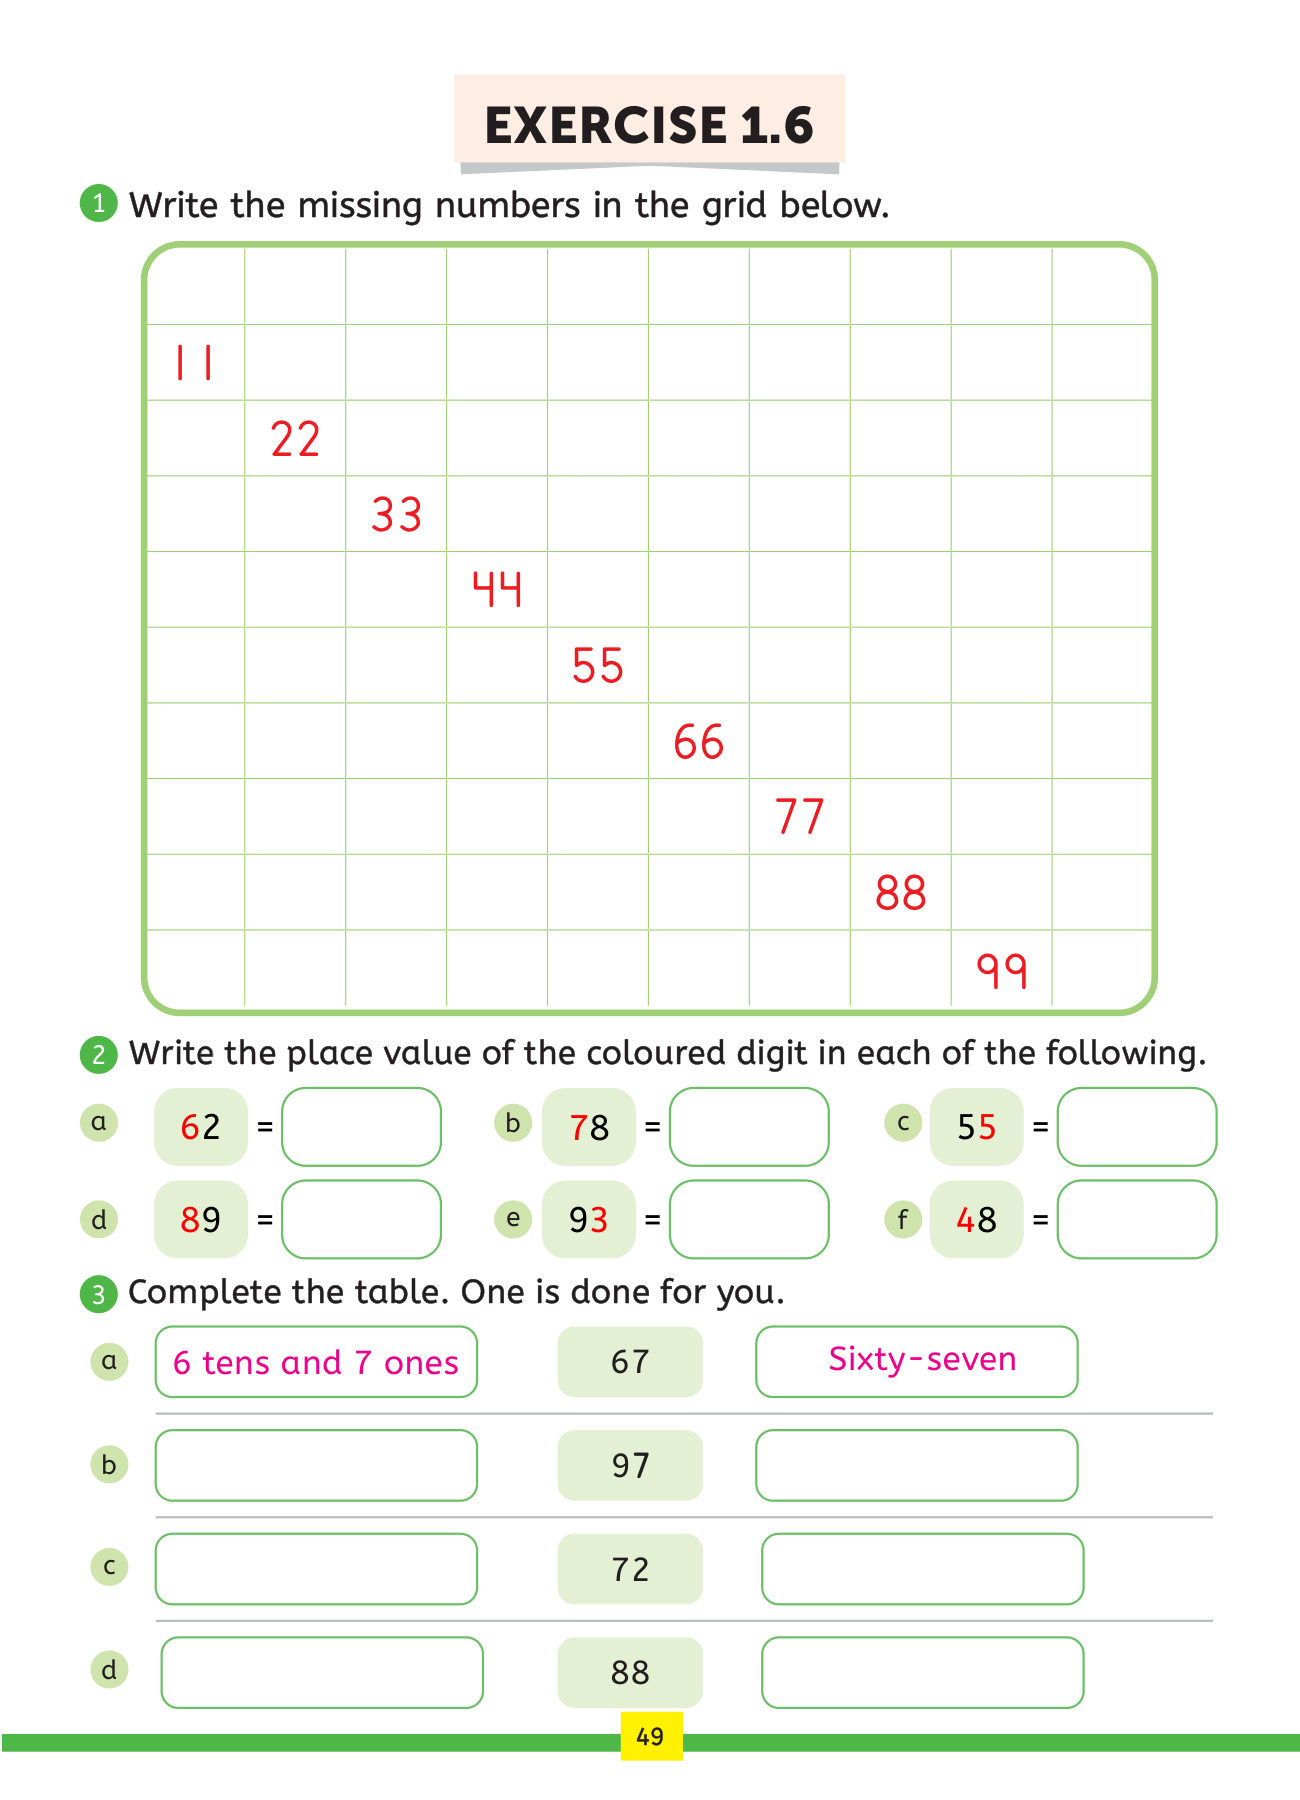 EXERCISE 1.6
1 Write the missing numbers in the grid below.
11
22
33
44
55
66
77
88
99
2 Write the place value of the coloured digit in each of the following.
a 62 = b 78 = c 55 =
d 89 = e 93 = f 48 =
3 Complete the table. One is done for you.
a 6 tens and 7 ones 67 Sixty-seven
b 97
c 72
d 88
49